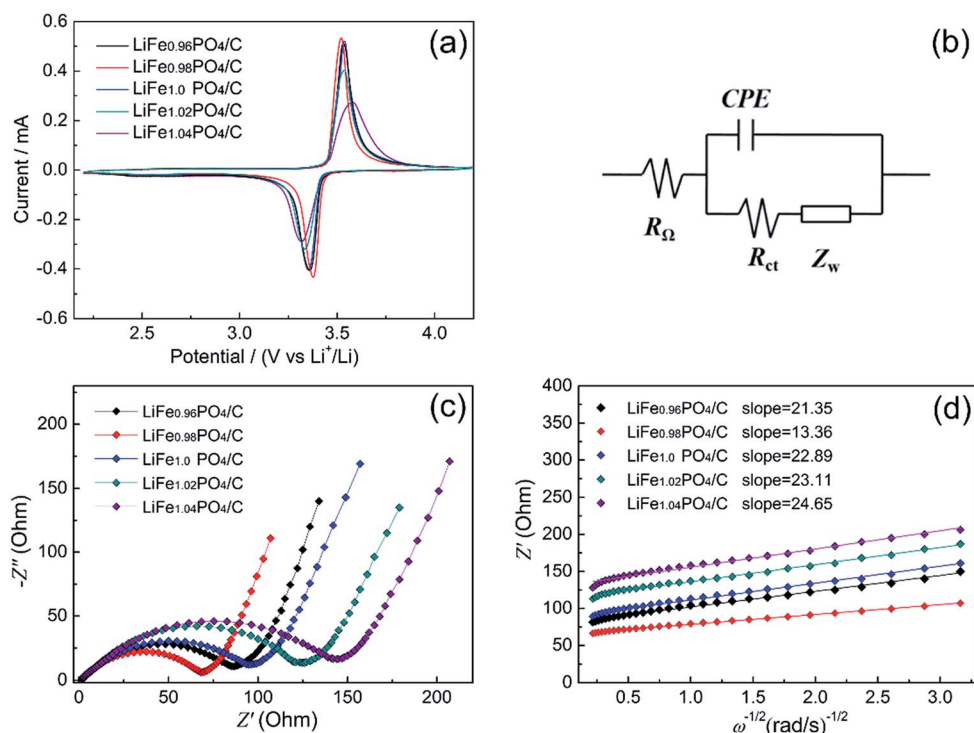 (a)
LiFe0.96PO4/C
LiFe0.98PO4/C
LiFe1.0 PO4/C
LiFe1.02PO4/C
LiFe1.04PO4/C
0.6
0.4
0.2
0.0
-0.2
-0.4
-0.6
Current / mA
2.5 3.0 3.5 4.0
Potential / (V vs Li⁺/Li)
(b)
CPE
RΩ
Rct
Zw
(c)
LiFe0.96PO4/C
LiFe0.98PO4/C
LiFe1.0 PO4/C
LiFe1.02PO4/C
LiFe1.04PO4/C
200
150
100
50
0
-Z″ (Ohm)
0 50 100 150 200
Z′ (Ohm)
(d)
LiFe0.96PO4/C slope=21.35
LiFe0.98PO4/C slope=13.36
LiFe1.0 PO4/C slope=22.89
LiFe1.02PO4/C slope=23.11
LiFe1.04PO4/C slope=24.65
400
350
300
250
200
150
100
50
0
Z′ (Ohm)
0.5 1.0 1.5 2.0 2.5 3.0
ω⁻¹/²(rad/s)⁻¹/²